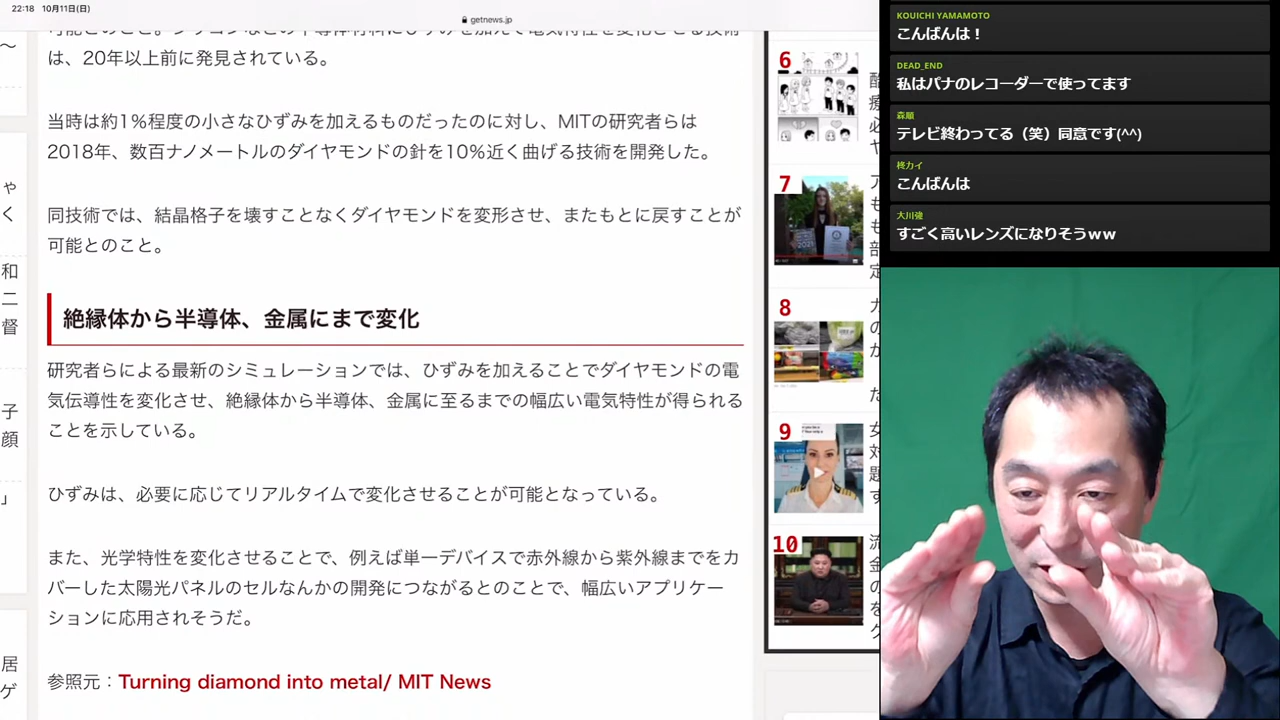 22:18 10月11日(日)
getnews.jp
は、20年以上前に発見されている。
当時は約1%程度の小さなひずみを加えるものだったのに対し、MITの研究者らは
2018年、数百ナノメートルのダイヤモンドの針を10%近く曲げる技術を開発した。
同技術では、結晶格子を壊すことなくダイヤモンドを変形させ、またもとに戻すことが
可能とのこと。
絶縁体から半導体、金属にまで変化
研究者らによる最新のシミュレーションでは、ひずみを加えることでダイヤモンドの電
気伝導性を変化させ、絶縁体から半導体、金属に至るまでの幅広い電気特性が得られる
ことを示している。
ひずみは、必要に応じてリアルタイムで変化させることが可能となっている。
また、光学特性を変化させることで、例えば単一デバイスで赤外線から紫外線までをカ
バーした太陽光パネルのセルなんかの開発につながるとのことで、幅広いアプリケー
ションに応用されそうだ。
参照元：Turning diamond into metal/ MIT News
〜
ゃ
く
和
二
督
子
顔
」
居
ゲ
6
7
8
9
10
KOUICHI YAMAMOTO
こんばんは！
DEAD_END
私はパナのレコーダーで使ってます
森順
テレビ終わってる（笑）同意です(^^)
柊カイ
こんばんは
大川強
すごく高いレンズになりそうｗｗ